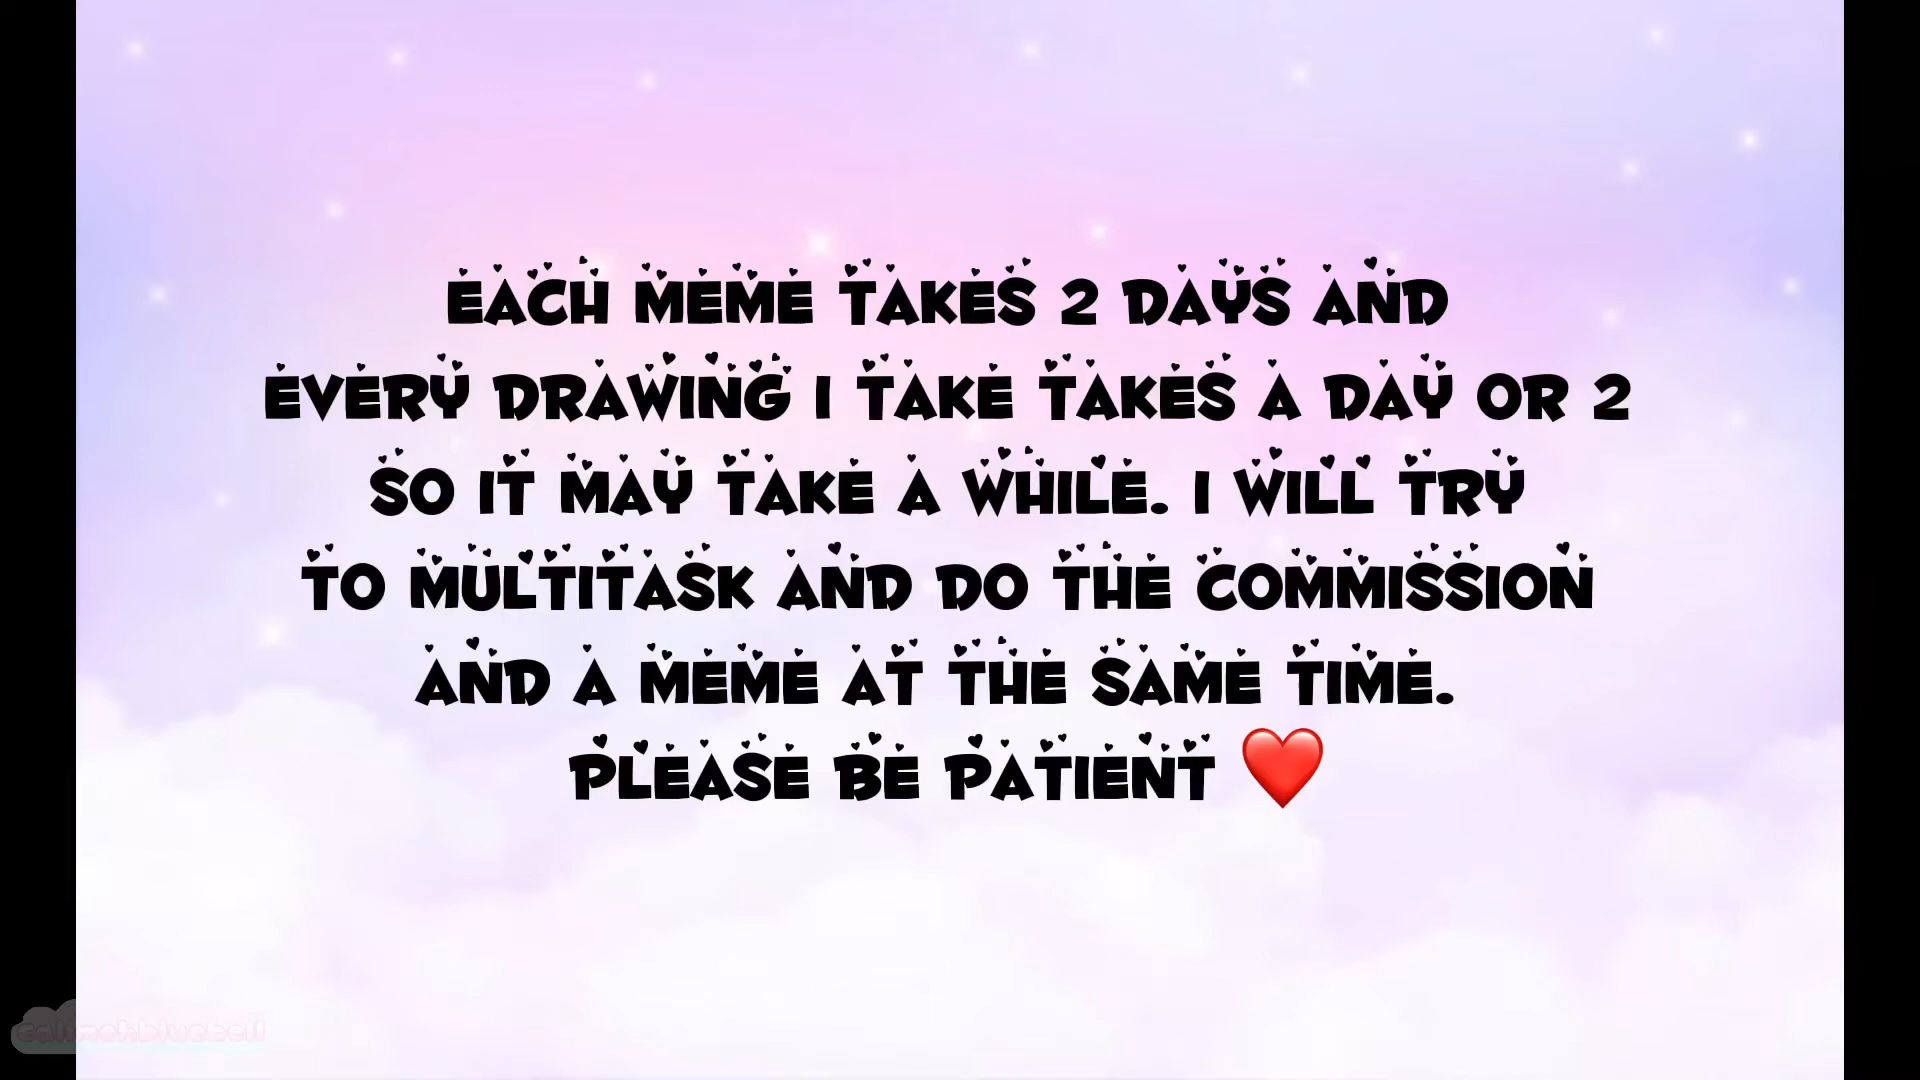 EACH MEME TAKES 2 DAYS AND
EVERY DRAWING I TAKE TAKES A DAY OR 2
SO IT MAY TAKE A WHILE. I WILL TRY
TO MULTITASK AND DO THE COMMISSION
AND A MEME AT THE SAME TIME.
PLEASE BE PATIENT ❤️